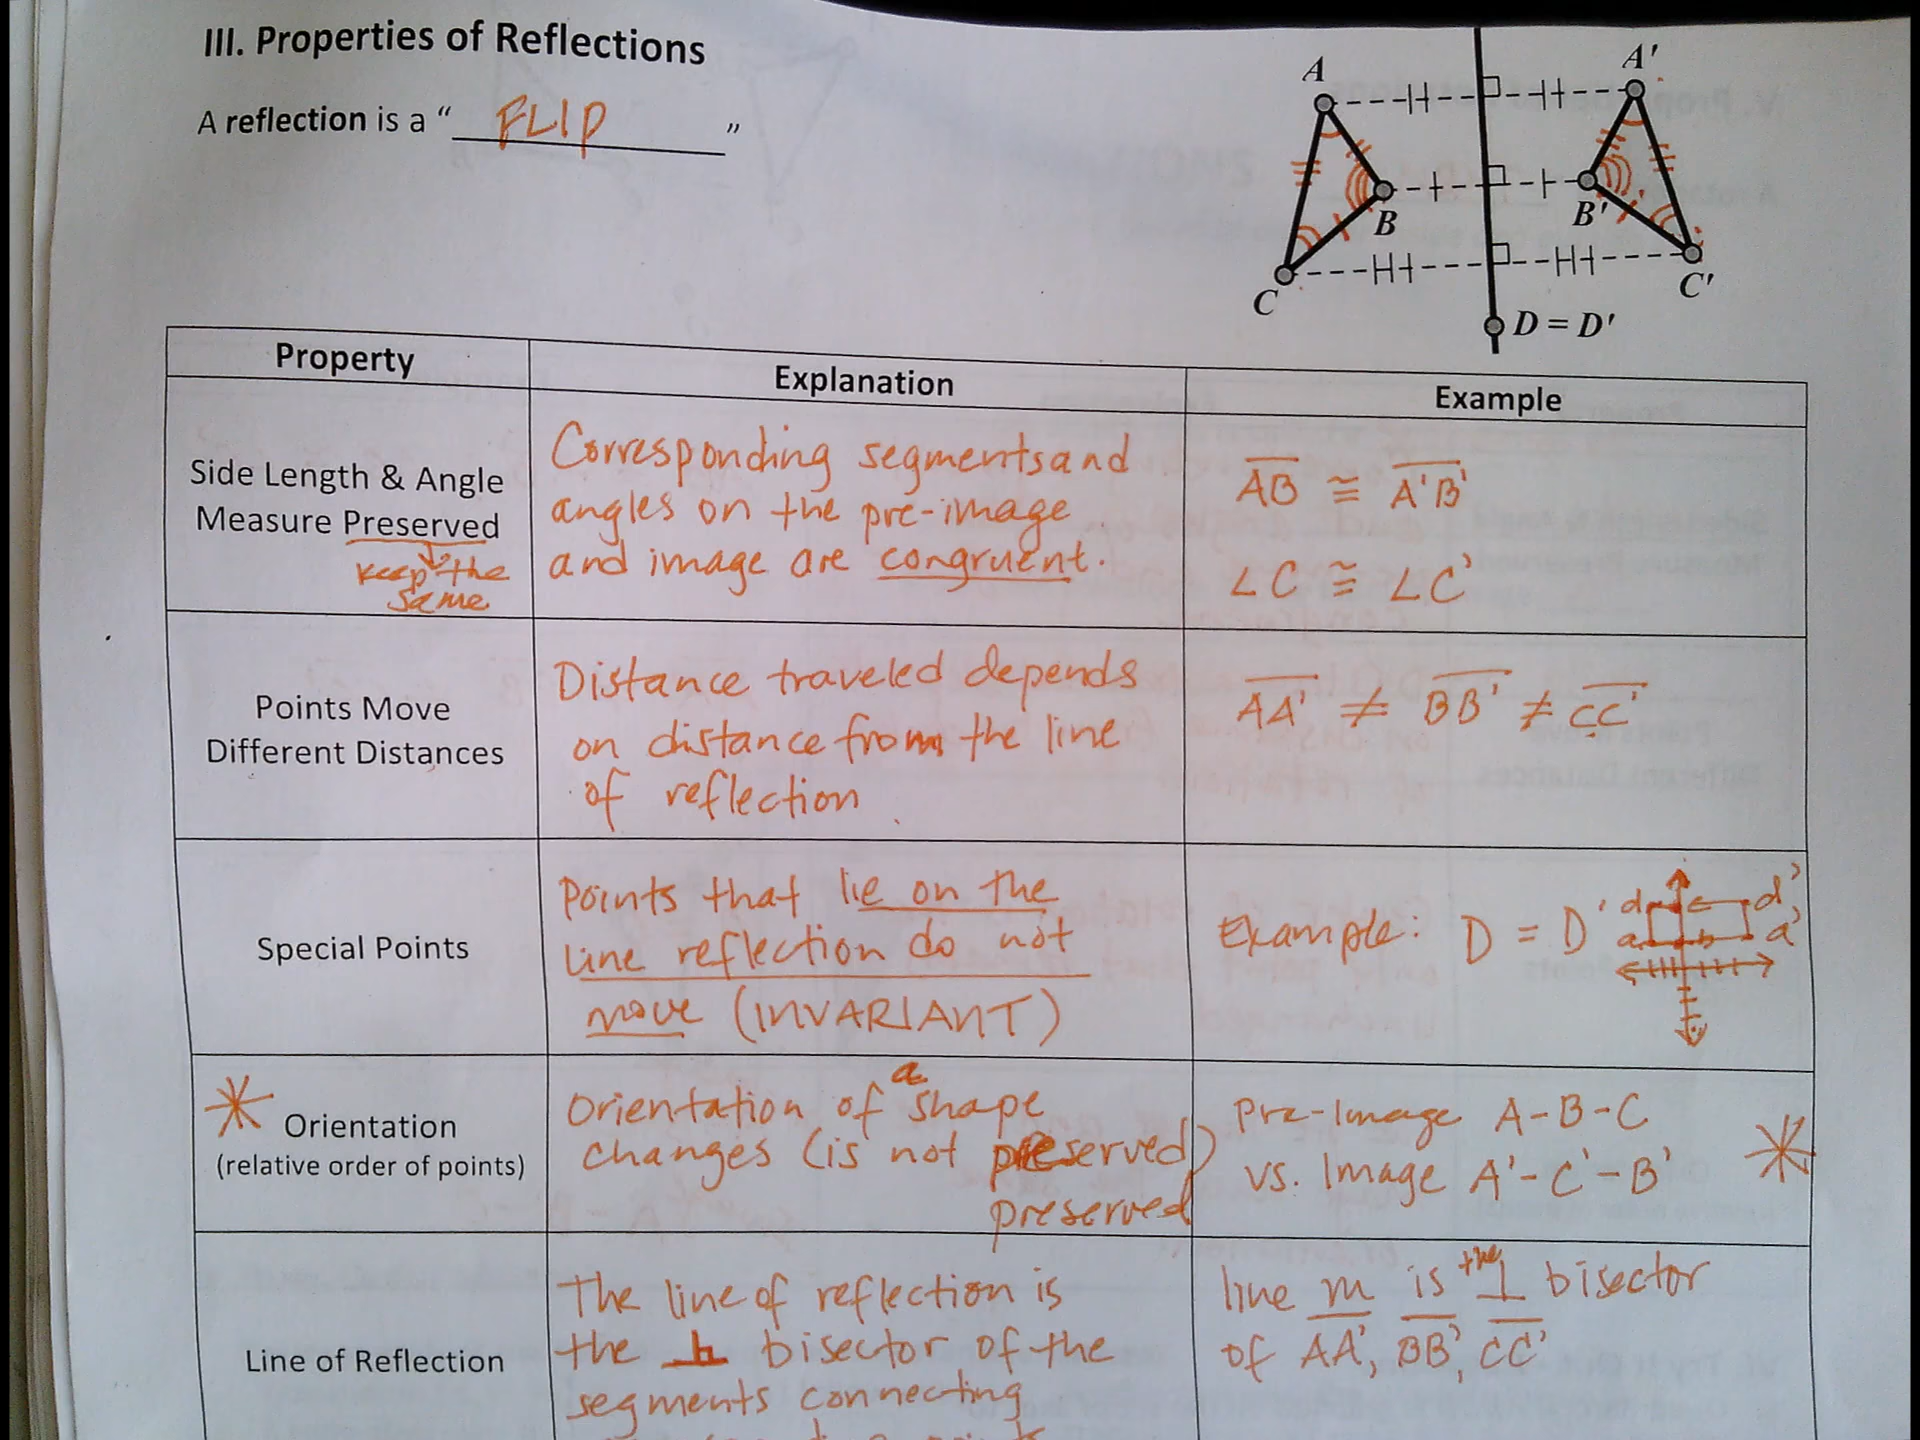 III. Properties of Reflections
A reflection is a "FLIP"
A
A'
B
B'
C
C'
D = D'
Property
Explanation
Example
Side Length & Angle
Measure Preserved
keep the
same
Corresponding segments and
angles on the pre-image
and image are congruent.
AB ≅ A'B'
∠C ≅ ∠C'
Points Move
Different Distances
Distance traveled depends
on distance from the line
of reflection
AA' ≠ BB' ≠ CC'
Special Points
Points that lie on the
line reflection do not
move (INVARIANT)
Example: D = D'
d c d'
a b a'
Orientation
(relative order of points)
Orientation of a shape
changes (is not preserved)
preserved
Pre-Image A-B-C
vs. Image A'-C'-B'
Line of Reflection
The line of reflection is
the ⊥ bisector of the
segments connecting
line m is the ⊥ bisector
of AA', BB', CC'